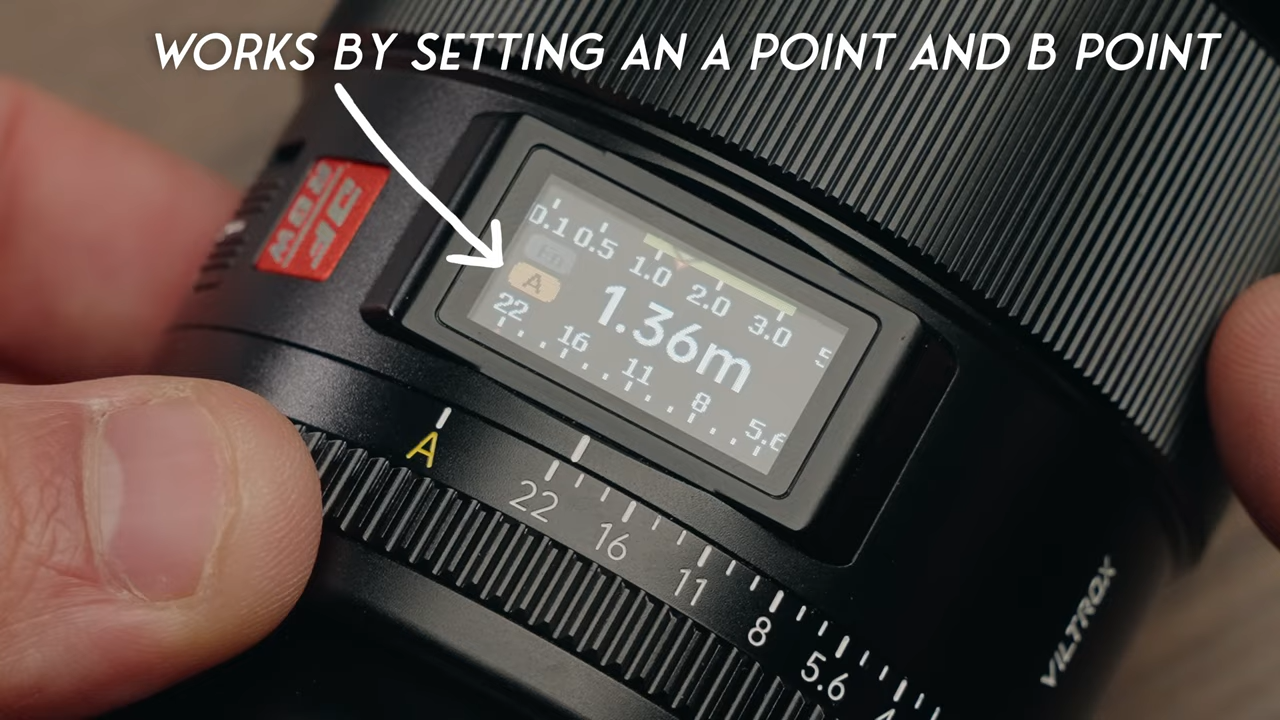 WORKS BY SETTING AN A POINT AND B POINT
0.1 0.5 1.0 2.0 3.0 5
A
1.36m
22 16 11 8 5.6
A
22 16 11 8 5.6
VILTROX